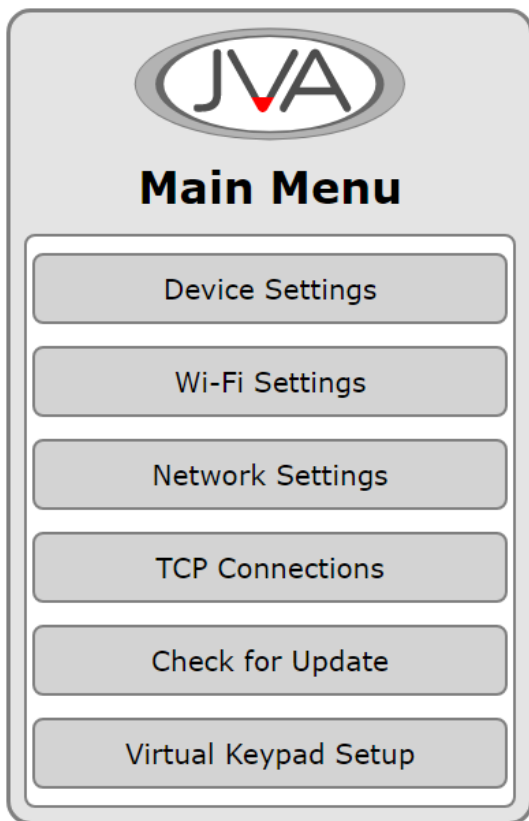 JVA
Main Menu
Device Settings
Wi-Fi Settings
Network Settings
TCP Connections
Check for Update
Virtual Keypad Setup